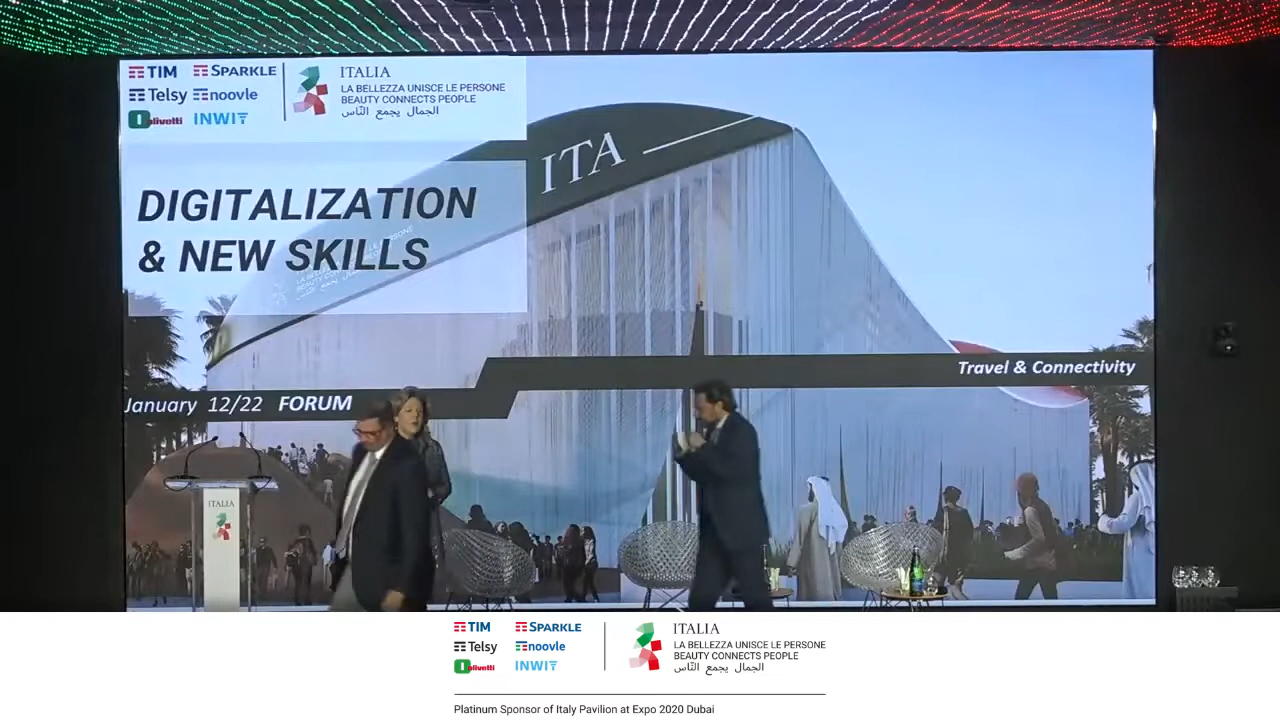 TIM SPARKLE
Telsy noovle
Olivetti INWIT
ITALIA
LA BELLEZZA UNISCE LE PERSONE
BEAUTY CONNECTS PEOPLE
الجمال يجمع النّاس
ITA
DIGITALIZATION
& NEW SKILLS
Travel & Connectivity
January 12/22 FORUM
ITALIA
TIM SPARKLE
Telsy noovle
Olivetti INWIT
ITALIA
LA BELLEZZA UNISCE LE PERSONE
BEAUTY CONNECTS PEOPLE
الجمال يجمع النّاس
Platinum Sponsor of Italy Pavilion at Expo 2020 Dubai